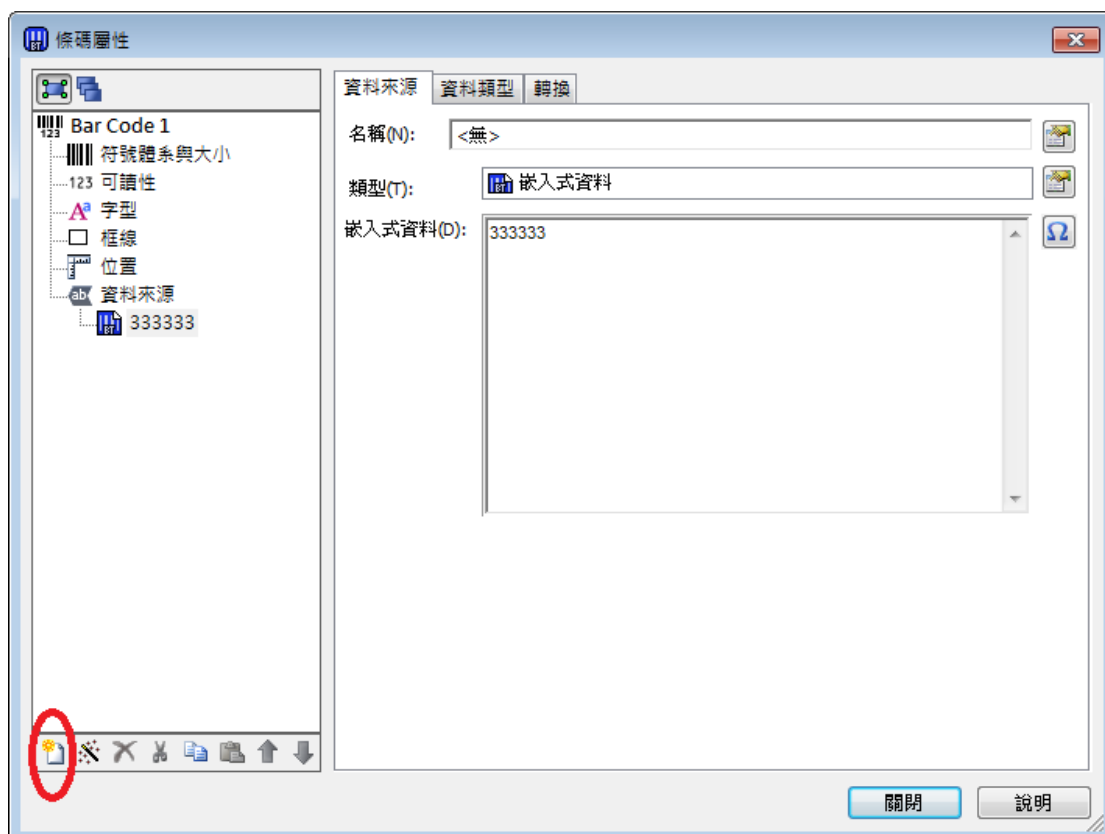 條碼屬性
Bar Code 1
符號體系與大小
123 可讀性
字型
框線
位置
資料來源
333333
資料來源 資料類型 轉換
名稱(N): <無>
類型(T): 嵌入式資料
嵌入式資料(D): 333333
關閉 說明